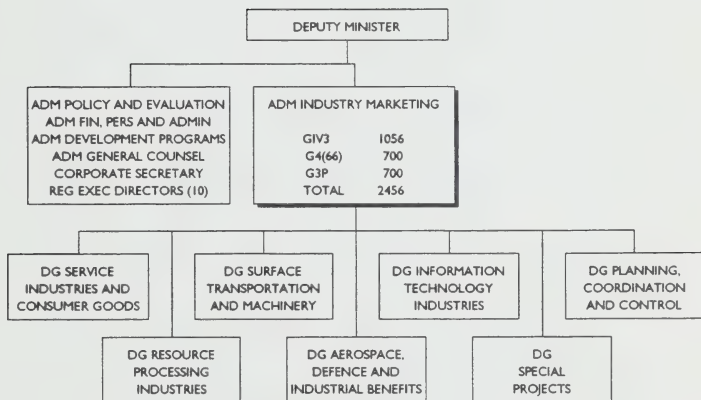 DEPUTY MINISTER
ADM POLICY AND EVALUATION
ADM FIN, PERS AND ADMIN
ADM DEVELOPMENT PROGRAMS
ADM GENERAL COUNSEL
CORPORATE SECRETARY
REG EXEC DIRECTORS (10)
ADM INDUSTRY MARKETING
GIV3 1056
G4(66) 700
G3P 700
TOTAL 2456
DG SERVICE
INDUSTRIES AND
CONSUMER GOODS
DG SURFACE
TRANSPORTATION
AND MACHINERY
DG INFORMATION
TECHNOLOGY
INDUSTRIES
DG PLANNING,
COORDINATION
AND CONTROL
DG RESOURCE
PROCESSING
INDUSTRIES
DG AEROSPACE,
DEFENCE AND
INDUSTRIAL BENEFITS
DG
SPECIAL
PROJECTS